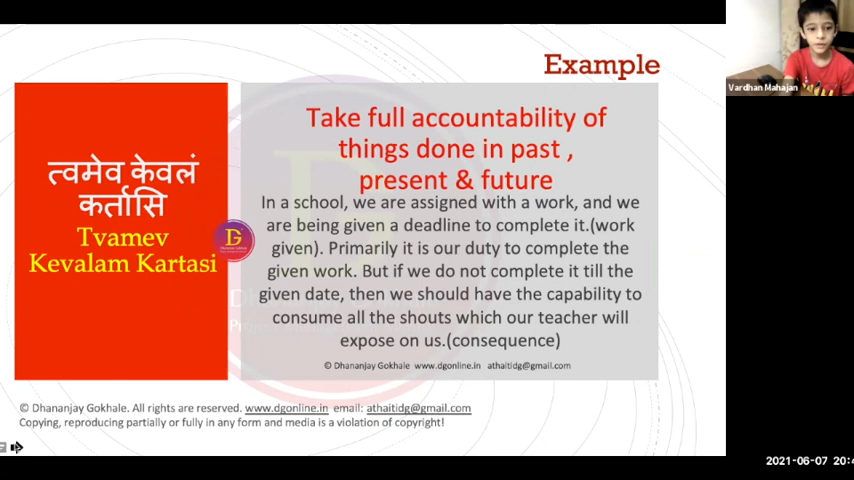 Example
त्वमेव केवलं
कर्तासि
Tvamev
Kevalam Kartasi
Take full accountability of
things done in past ,
present & future
In a school, we are assigned with a work, and we
are being given a deadline to complete it.(work
given). Primarily it is our duty to complete the
given work. But if we do not complete it till the
given date, then we should have the capability to
consume all the shouts which our teacher will
expose on us.(consequence)
© Dhananjay Gokhale www.dgonline.in athaitidg@gmail.com
© Dhananjay Gokhale. All rights are reserved. www.dgonline.in email: athaitidg@gmail.com
Copying, reproducing partially or fully in any form and media is a violation of copyright!
Vardhan Mahajan
2021-06-07 20:4